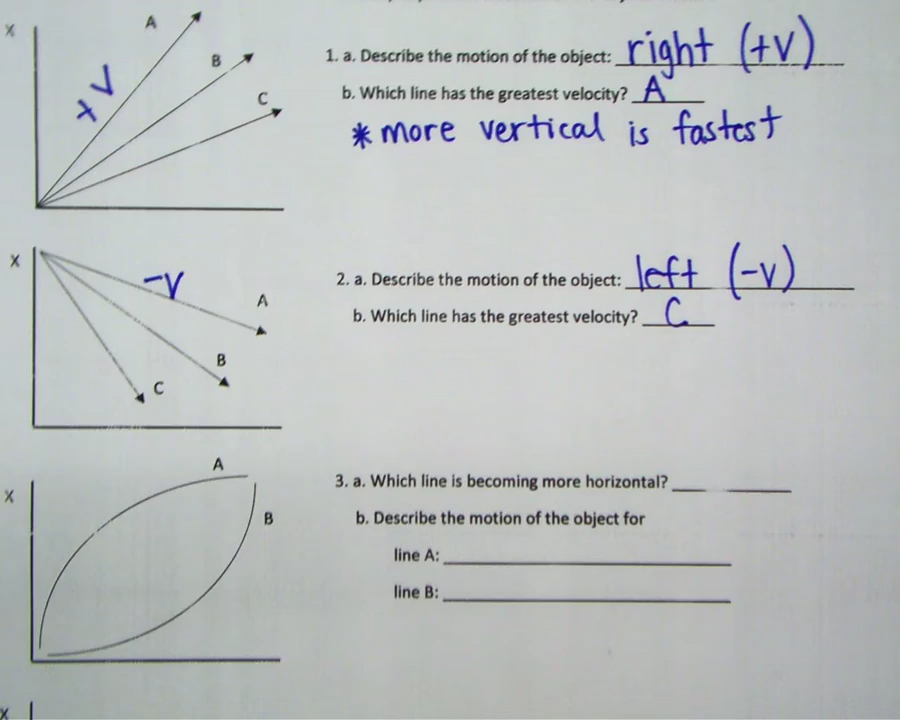 X
A
B
C
+V
1. a. Describe the motion of the object: right (+V)
b. Which line has the greatest velocity? A
* more vertical is fastest
X
-V
A
B
C
2. a. Describe the motion of the object: left (-V)
b. Which line has the greatest velocity? C
X
A
B
3. a. Which line is becoming more horizontal?
b. Describe the motion of the object for
line A:
line B:
X